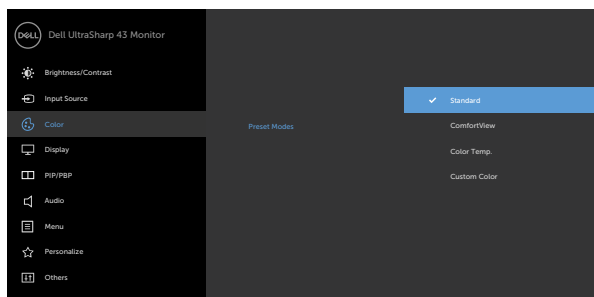 DELL
Dell UltraSharp 43 Monitor
Brightness/Contrast
Input Source
Color
Display
PIP/PBP
Audio
Menu
Personalize
Others
Preset Modes
Standard
ComfortView
Color Temp.
Custom Color